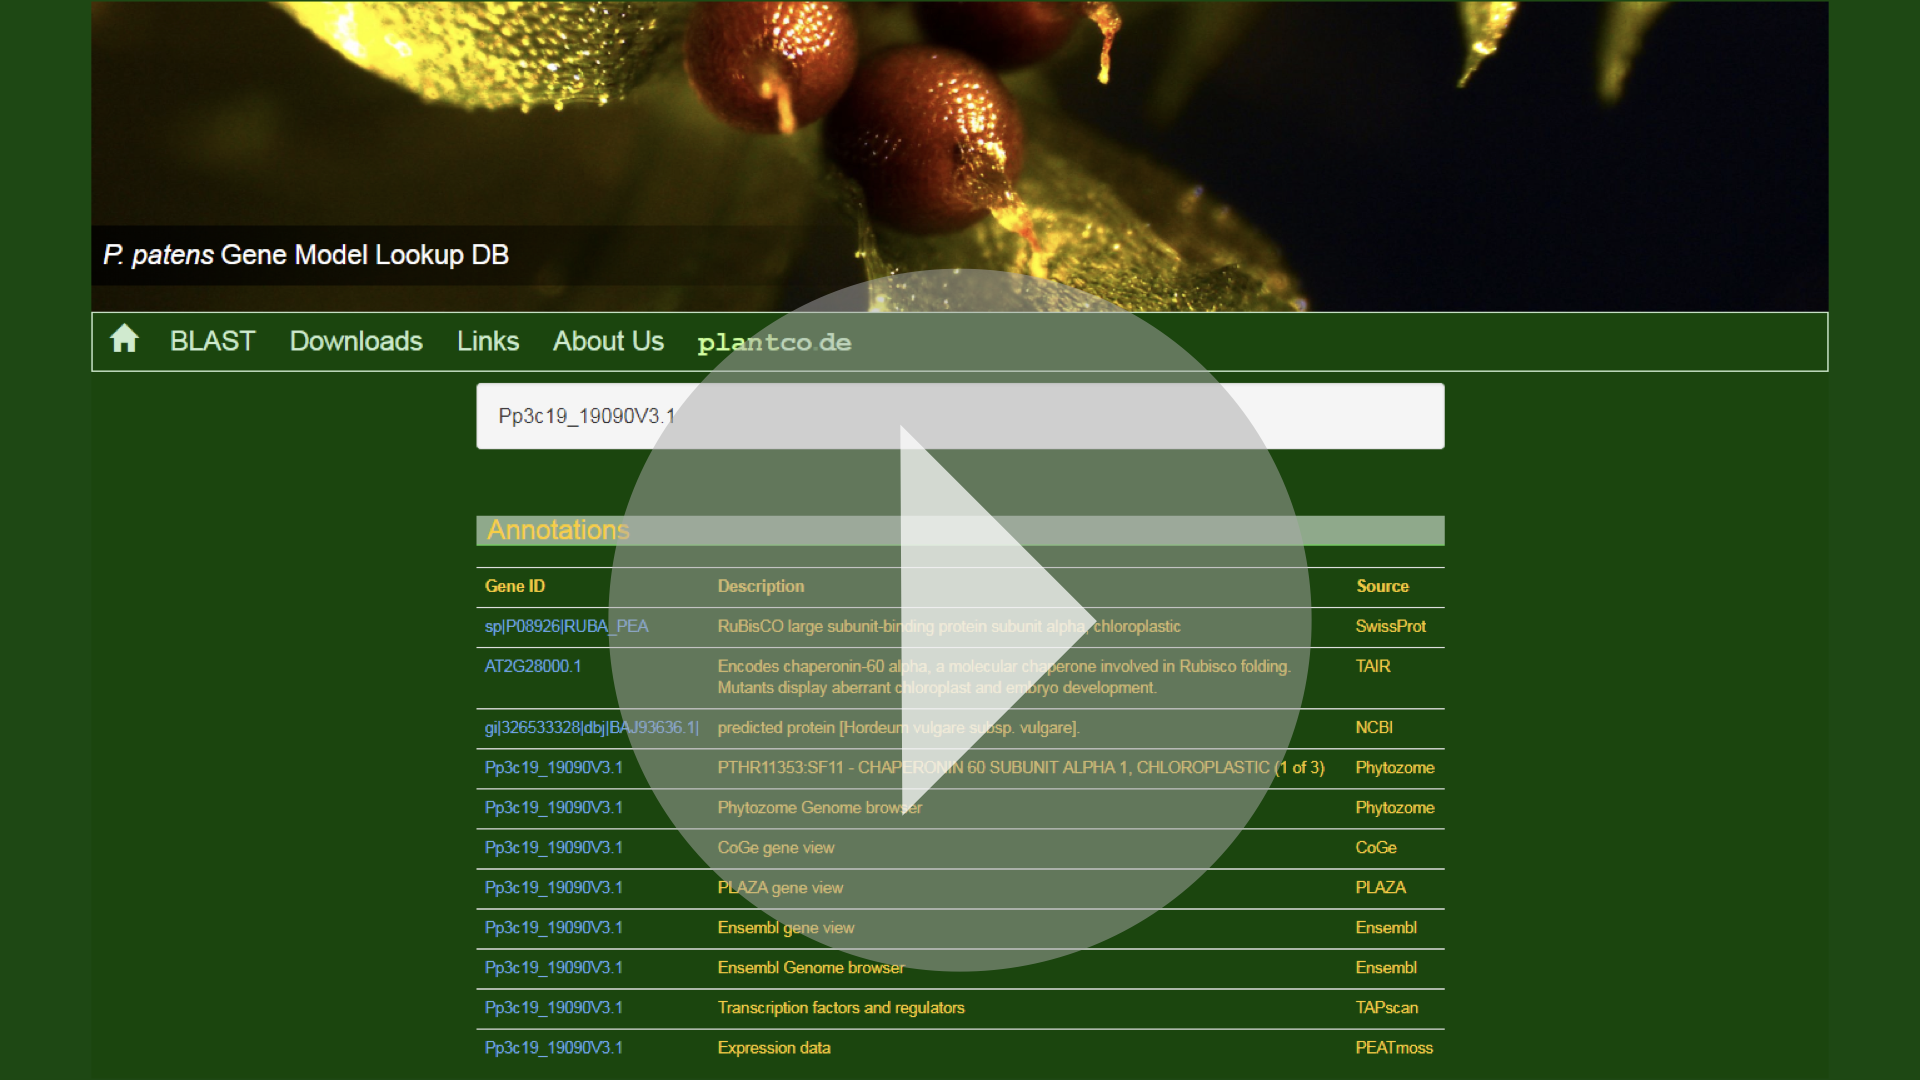 P. patens Gene Model Lookup DB
BLAST Downloads Links About Us plantco.de
Pp3c19_19090V3.1
Annotations
Gene ID Description Source
sp|P08926|RUBA_PEA RuBisCO large subunit-binding protein subunit alpha, chloroplastic SwissProt
AT2G28000.1 Encodes chaperonin-60 alpha, a molecular chaperone involved in Rubisco folding. TAIR
Mutants display aberrant chloroplast and embryo development.
gi|326533328|dbj|BAJ93636.1| predicted protein [Hordeum vulgare subsp. vulgare]. NCBI
Pp3c19_19090V3.1 PTHR11353:SF11 - CHAPERONIN 60 SUBUNIT ALPHA 1, CHLOROPLASTIC (1 of 3) Phytozome
Pp3c19_19090V3.1 Phytozome Genome browser Phytozome
Pp3c19_19090V3.1 CoGe gene view CoGe
Pp3c19_19090V3.1 PLAZA gene view PLAZA
Pp3c19_19090V3.1 Ensembl gene view Ensembl
Pp3c19_19090V3.1 Ensembl Genome browser Ensembl
Pp3c19_19090V3.1 Transcription factors and regulators TAPscan
Pp3c19_19090V3.1 Expression data PEATmoss